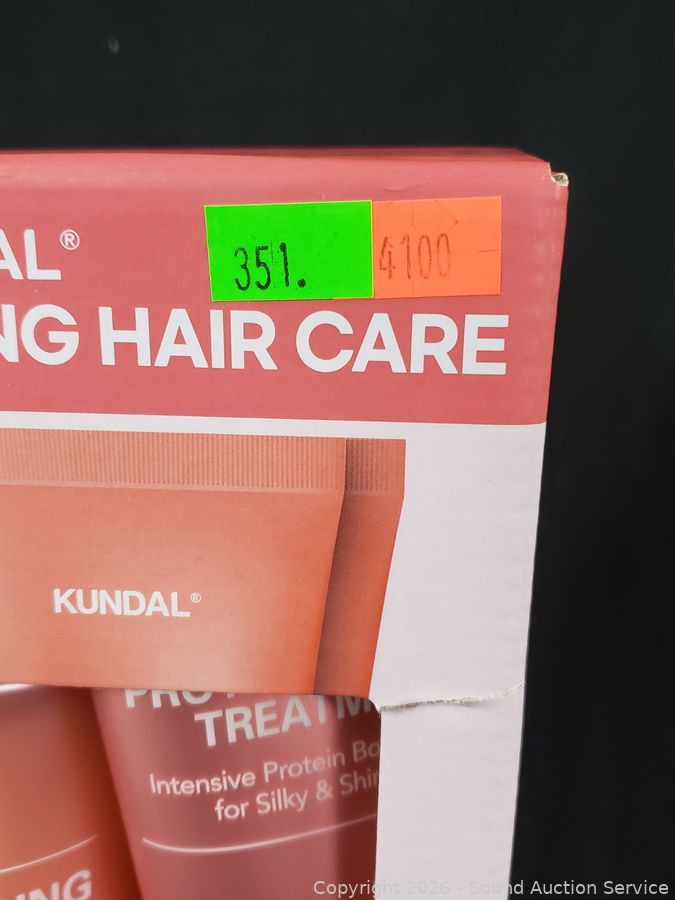 AL®
351. 4100
NG HAIR CARE
KUNDAL®
TREATM
Intensive Protein Bo
for Silky & Shin
NG
Copyright 2026 - Sound Auction Service